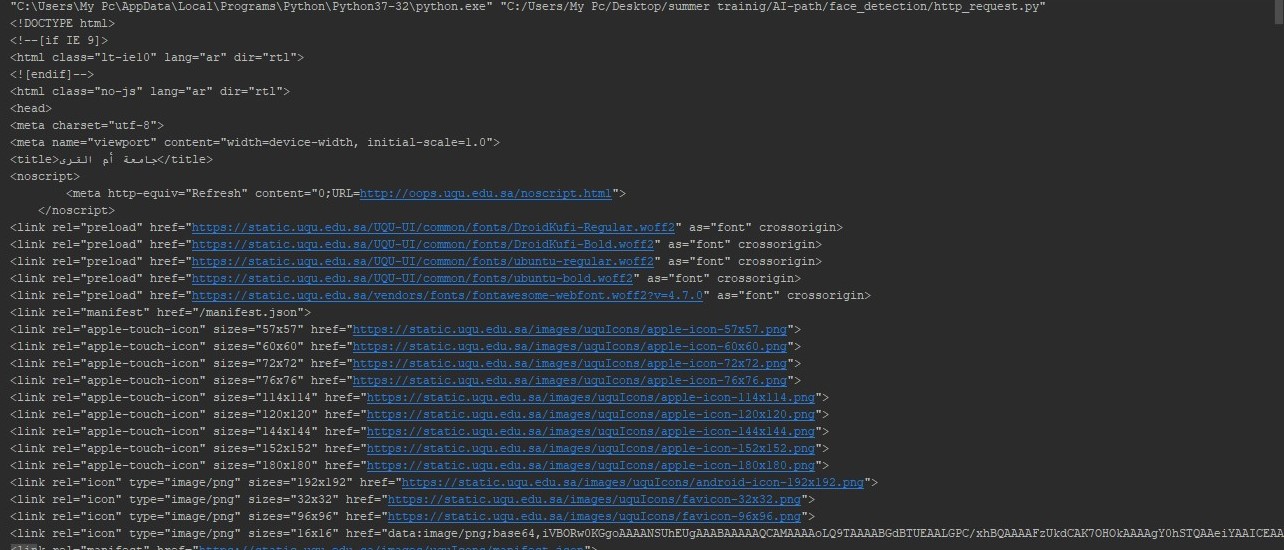 "C:\Users\My Pc\AppData\Local\Programs\Python\Python37-32\python.exe" "C:/Users/My Pc/Desktop/summer trainig/AI-path/face_detection/http_request.py"
<!DOCTYPE html>
<!--[if IE 9]>
<html class="lt-ie10" lang="ar" dir="rtl">
<![endif]-->
<html class="no-js" lang="ar" dir="rtl">
<head>
<meta charset="utf-8">
<meta name="viewport" content="width=device-width, initial-scale=1.0">
<title>جامعة أم القرى</title>
<noscript>
<meta http-equiv="Refresh" content="0;URL=http://oops.uqu.edu.sa/noscript.html">
</noscript>
<link rel="preload" href="https://static.uqu.edu.sa/UQU-UI/common/fonts/DroidKufi-Regular.woff2" as="font" crossorigin>
<link rel="preload" href="https://static.uqu.edu.sa/UQU-UI/common/fonts/DroidKufi-Bold.woff2" as="font" crossorigin>
<link rel="preload" href="https://static.uqu.edu.sa/UQU-UI/common/fonts/ubuntu-regular.woff2" as="font" crossorigin>
<link rel="preload" href="https://static.uqu.edu.sa/UQU-UI/common/fonts/ubuntu-bold.woff2" as="font" crossorigin>
<link rel="preload" href="https://static.uqu.edu.sa/vendors/fonts/fontawesome-webfont.woff2?v=4.7.0" as="font" crossorigin>
<link rel="manifest" href="/manifest.json">
<link rel="apple-touch-icon" sizes="57x57" href="https://static.uqu.edu.sa/images/uquIcons/apple-icon-57x57.png">
<link rel="apple-touch-icon" sizes="60x60" href="https://static.uqu.edu.sa/images/uquIcons/apple-icon-60x60.png">
<link rel="apple-touch-icon" sizes="72x72" href="https://static.uqu.edu.sa/images/uquIcons/apple-icon-72x72.png">
<link rel="apple-touch-icon" sizes="76x76" href="https://static.uqu.edu.sa/images/uquIcons/apple-icon-76x76.png">
<link rel="apple-touch-icon" sizes="114x114" href="https://static.uqu.edu.sa/images/uquIcons/apple-icon-114x114.png">
<link rel="apple-touch-icon" sizes="120x120" href="https://static.uqu.edu.sa/images/uquIcons/apple-icon-120x120.png">
<link rel="apple-touch-icon" sizes="144x144" href="https://static.uqu.edu.sa/images/uquIcons/apple-icon-144x144.png">
<link rel="apple-touch-icon" sizes="152x152" href="https://static.uqu.edu.sa/images/uquIcons/apple-icon-152x152.png">
<link rel="apple-touch-icon" sizes="180x180" href="https://static.uqu.edu.sa/images/uquIcons/apple-icon-180x180.png">
<link rel="icon" type="image/png" sizes="192x192" href="https://static.uqu.edu.sa/images/uquIcons/android-icon-192x192.png">
<link rel="icon" type="image/png" sizes="32x32" href="https://static.uqu.edu.sa/images/uquIcons/favicon-32x32.png">
<link rel="icon" type="image/png" sizes="96x96" href="https://static.uqu.edu.sa/images/uquIcons/favicon-96x96.png">
<link rel="icon" type="image/png" sizes="16x16" href="data:image/png;base64,iVBORw0KGgoAAAANSUhEUgAAABAAAAAQCAMAAAAoLQ9TAAAABGdBTUEAALGPC/xhBQAAAAFzUkdCAK7OHOkAAAAgY0hSTQAAeiYAAICEAA
<link rel="manifest" href="https://static.uqu.edu.sa/images/uquIcons/manifest.json">